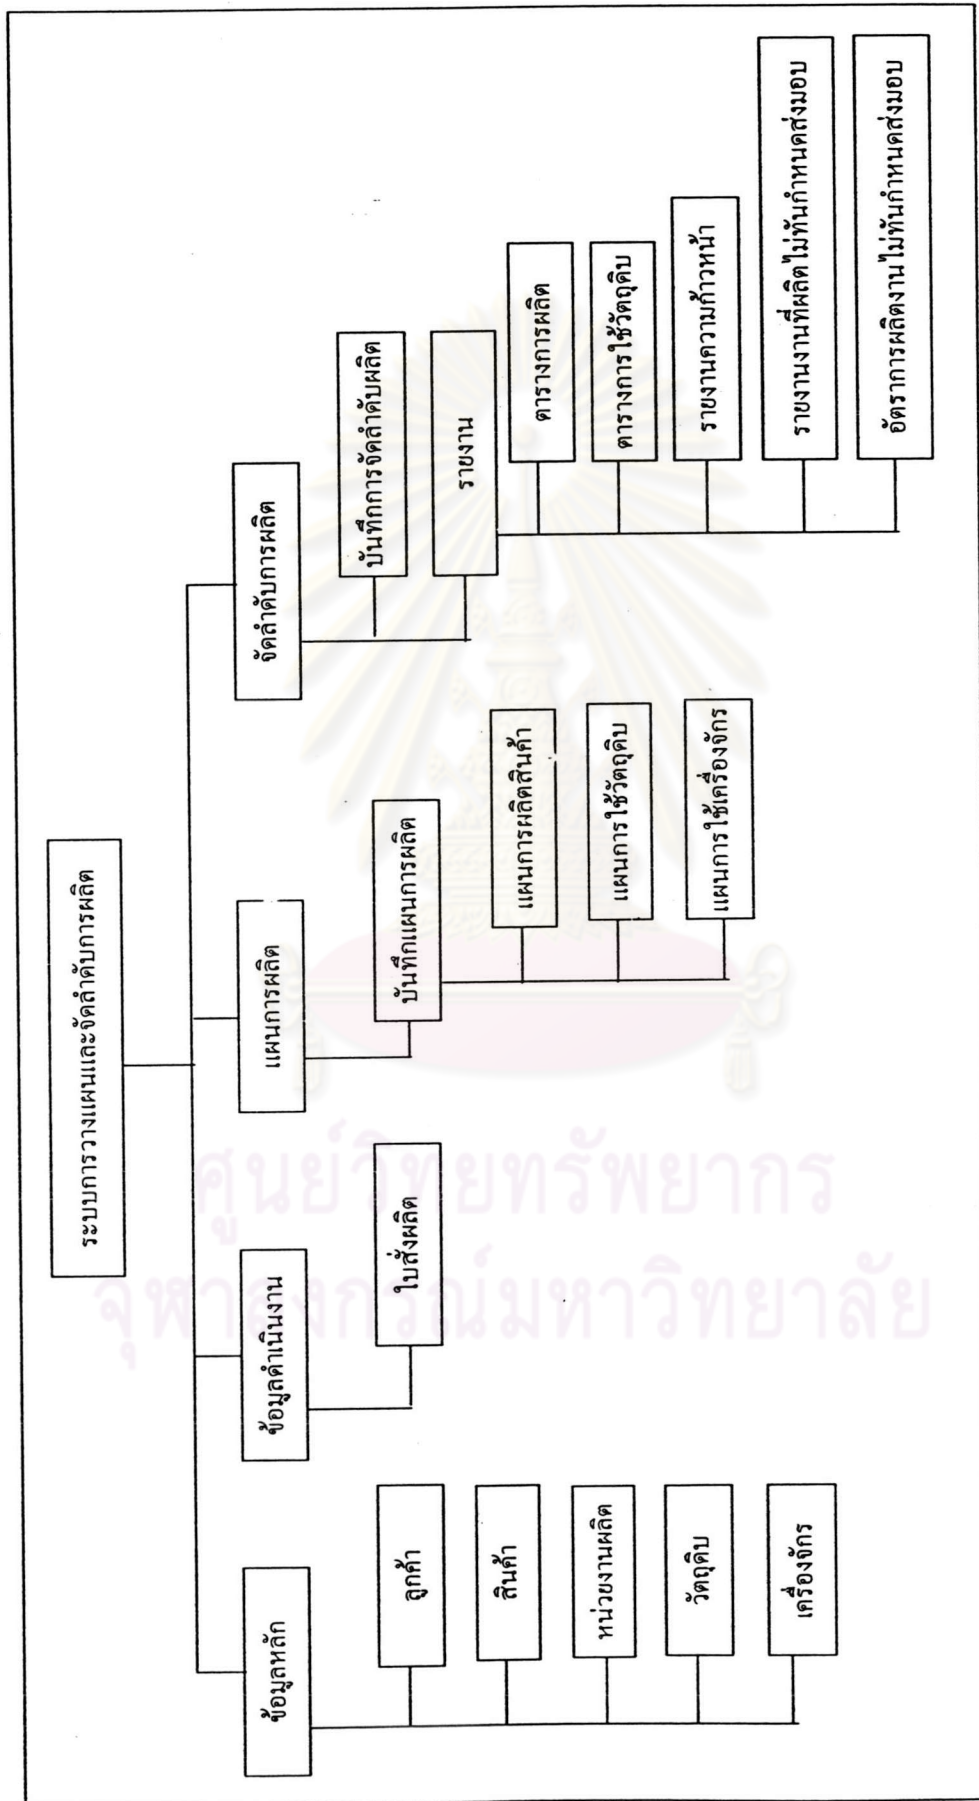 ระบบการวางแผนและจัดลำดับการผลิต
ข้อมูลหลัก
ลูกค้า
สินค้า
หน่วยงานผลิต
วัตถุดิบ
เครื่องจักร
ข้อมูลดำเนินงาน
ใบสั่งผลิต
แผนการผลิต
บันทึกแผนการผลิต
แผนการผลิตสินค้า
แผนการใช้วัตถุดิบ
แผนการใช้เครื่องจักร
จัดลำดับการผลิต
บันทึกการจัดลำดับผลิต
รายงาน
ตารางการผลิต
ตารางการใช้วัตถุดิบ
รายงานความก้าวหน้า
รายงานงานที่ผลิตไม่ทันกำหนดส่งมอบ
อัตราการผลิตงานไม่ทันกำหนดส่งมอบ
ศูนย์วิทยทรัพยากร
จุฬาลงกรณ์มหาวิทยาลัย